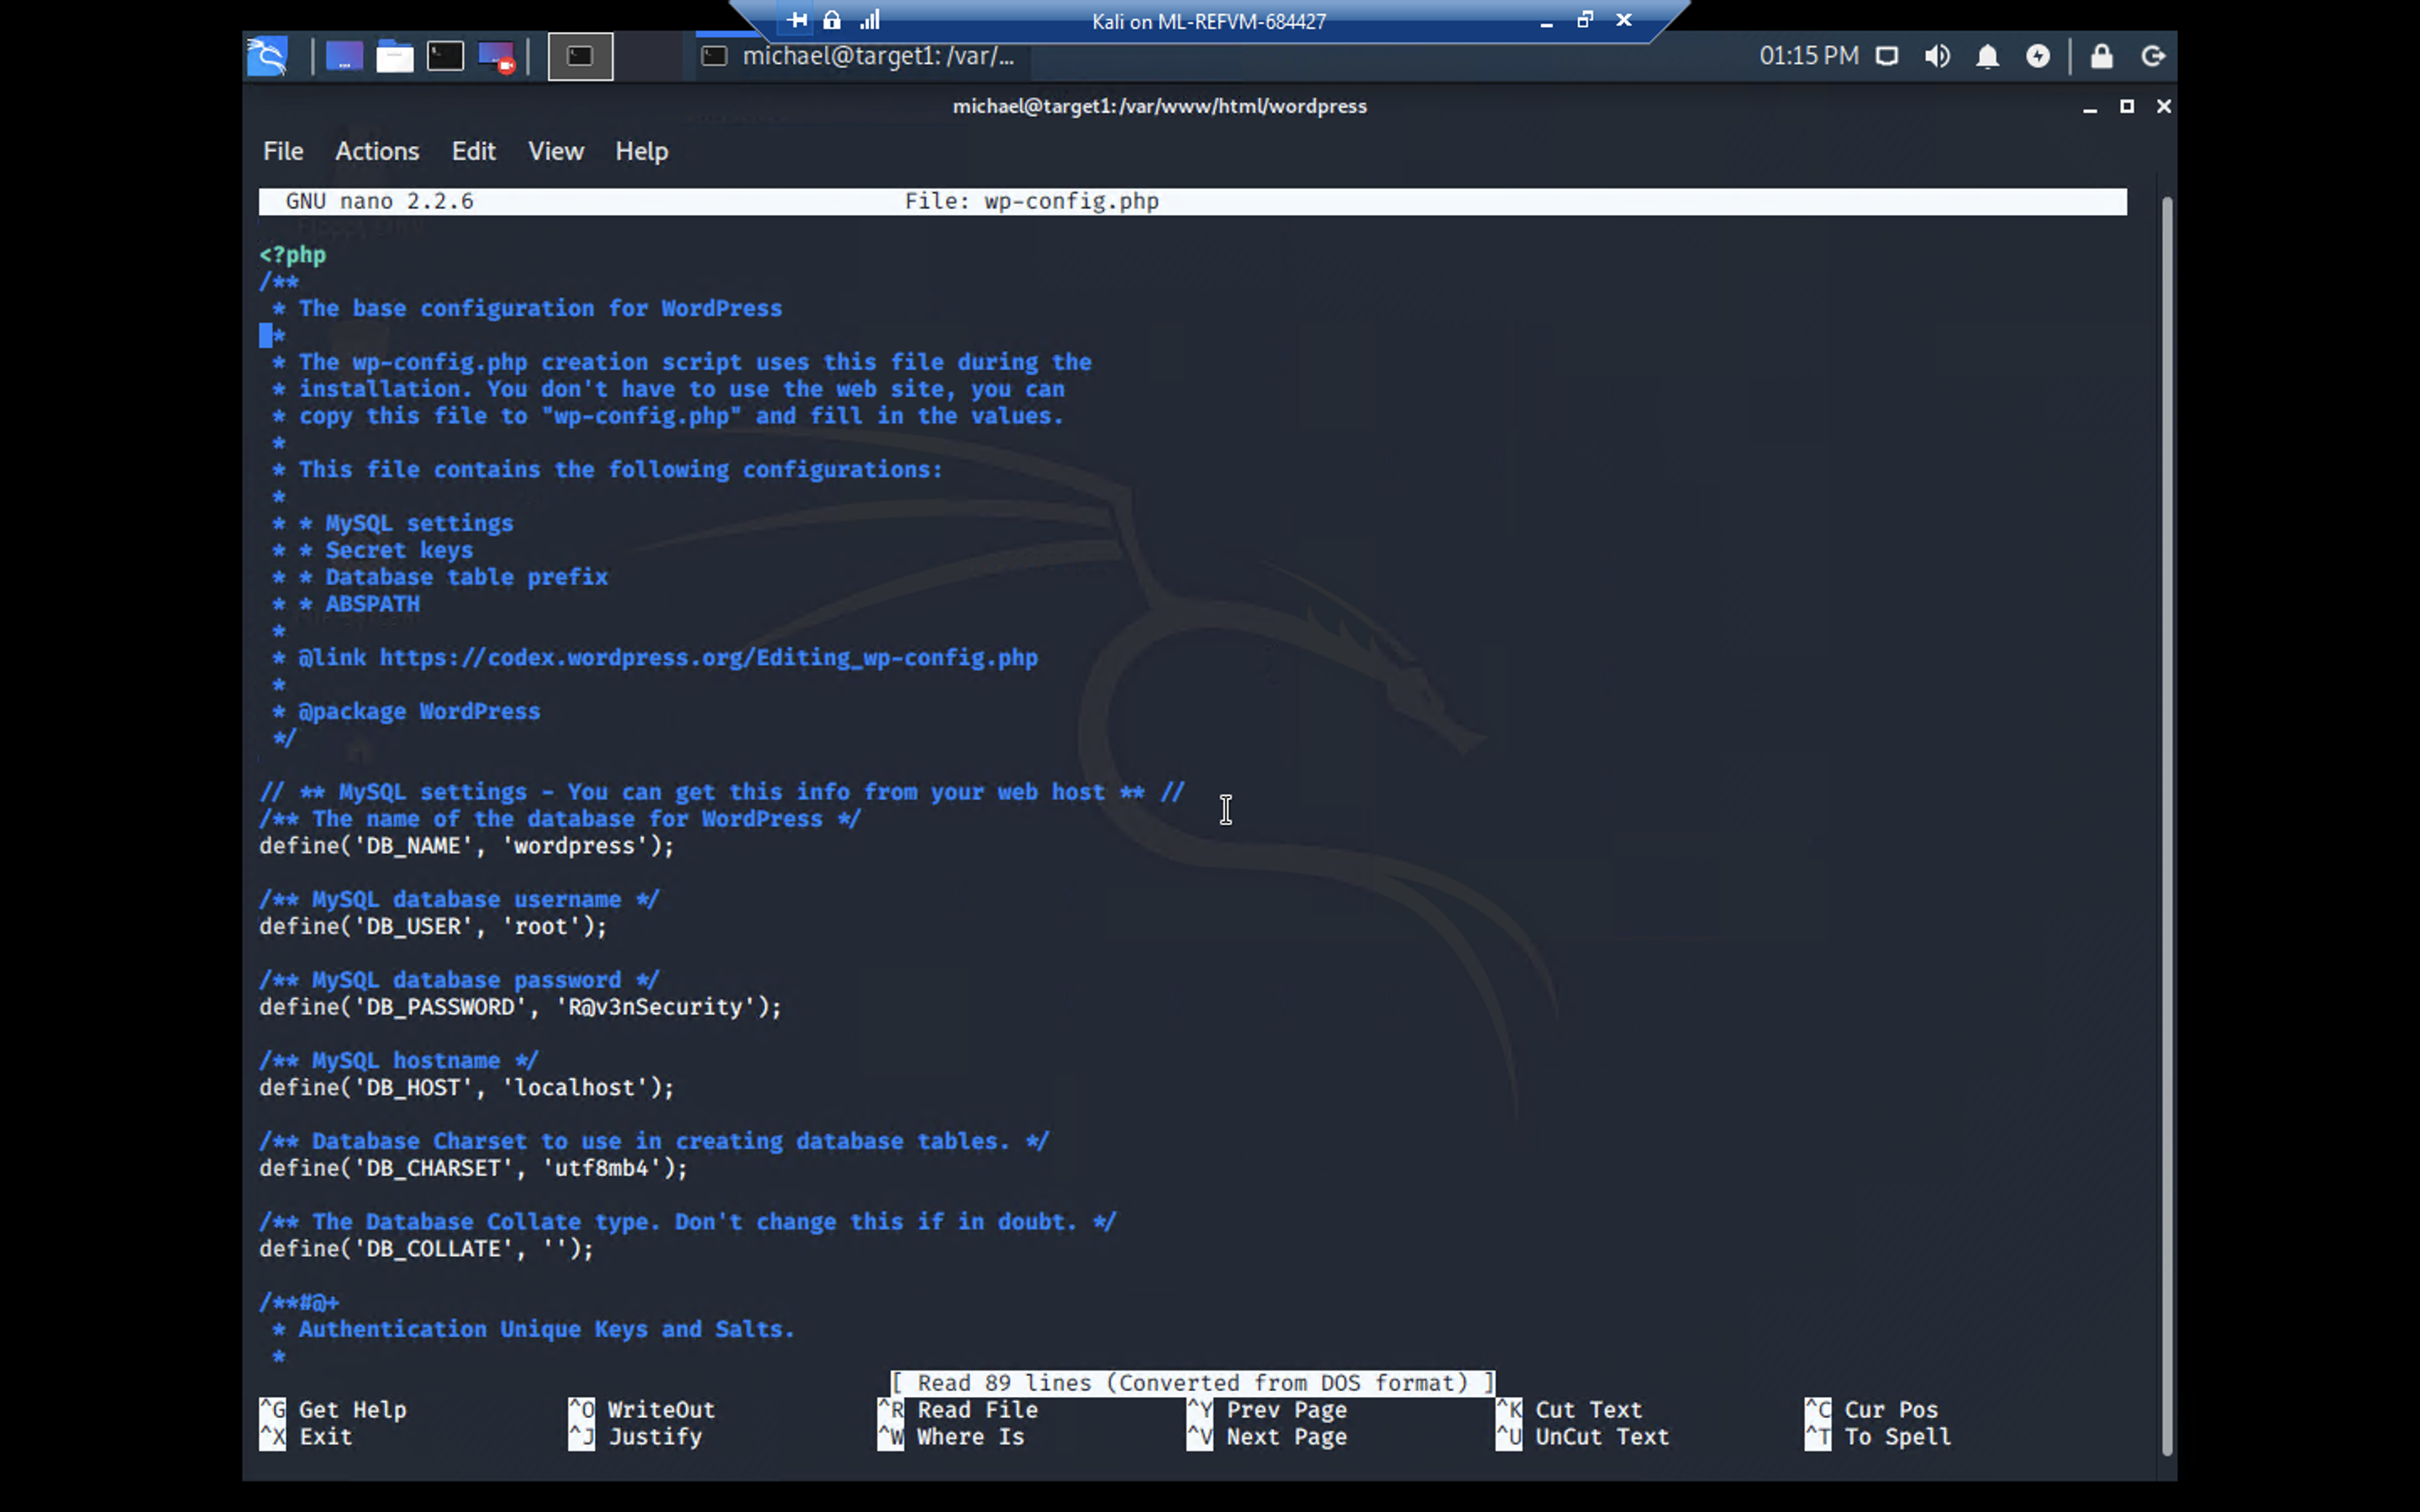 Kali on ML-REFVM-684427
michael@target1: /var/...
01:15 PM
michael@target1:/var/www/html/wordpress
File Actions Edit View Help
GNU nano 2.2.6 File: wp-config.php
<?php
/**
 * The base configuration for WordPress
 *
 * The wp-config.php creation script uses this file during the
 * installation. You don't have to use the web site, you can
 * copy this file to "wp-config.php" and fill in the values.
 *
 * This file contains the following configurations:
 *
 * * MySQL settings
 * * Secret keys
 * * Database table prefix
 * * ABSPATH
 *
 * @link https://codex.wordpress.org/Editing_wp-config.php
 *
 * @package WordPress
 */
// ** MySQL settings - You can get this info from your web host ** //
/** The name of the database for WordPress */
define('DB_NAME', 'wordpress');
/** MySQL database username */
define('DB_USER', 'root');
/** MySQL database password */
define('DB_PASSWORD', 'R@v3nSecurity');
/** MySQL hostname */
define('DB_HOST', 'localhost');
/** Database Charset to use in creating database tables. */
define('DB_CHARSET', 'utf8mb4');
/** The Database Collate type. Don't change this if in doubt. */
define('DB_COLLATE', '');
/**#@+
 * Authentication Unique Keys and Salts.
 *
[ Read 89 lines (Converted from DOS format) ]
^G Get Help ^O WriteOut ^R Read File ^Y Prev Page ^K Cut Text ^C Cur Pos
^X Exit ^J Justify ^W Where Is ^V Next Page ^U UnCut Text ^T To Spell